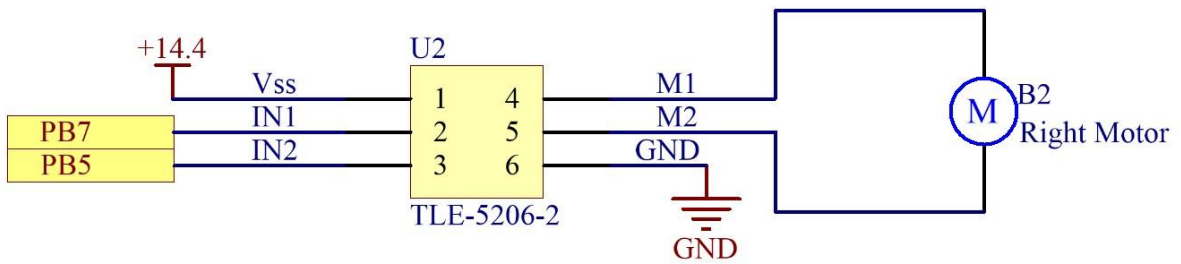 +14.4
U2
Vss 1 4 M1
PB7 IN1 2 5 M2
PB5 IN2 3 6 GND
M B2
Right Motor
TLE-5206-2
GND